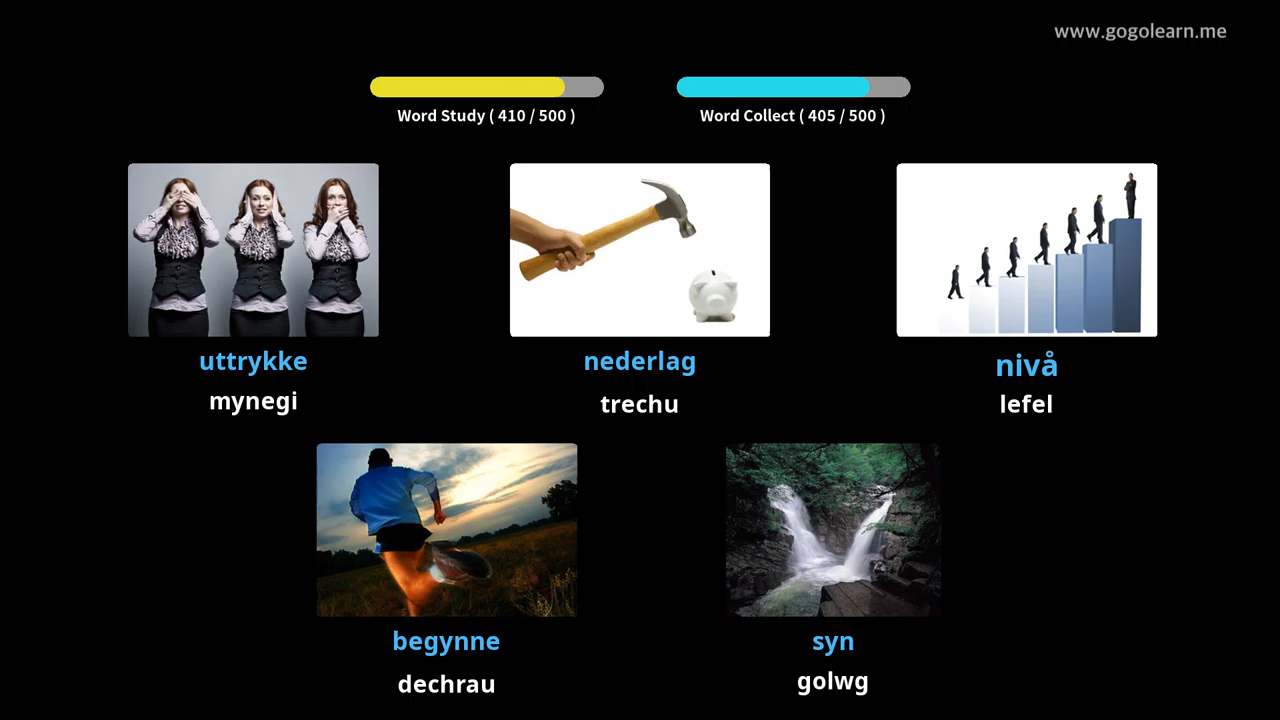 www.gogolearn.me
Word Study ( 410 / 500 )
Word Collect ( 405 / 500 )
uttrykke
mynegi
nederlag
trechu
nivå
lefel
begynne
dechrau
syn
golwg